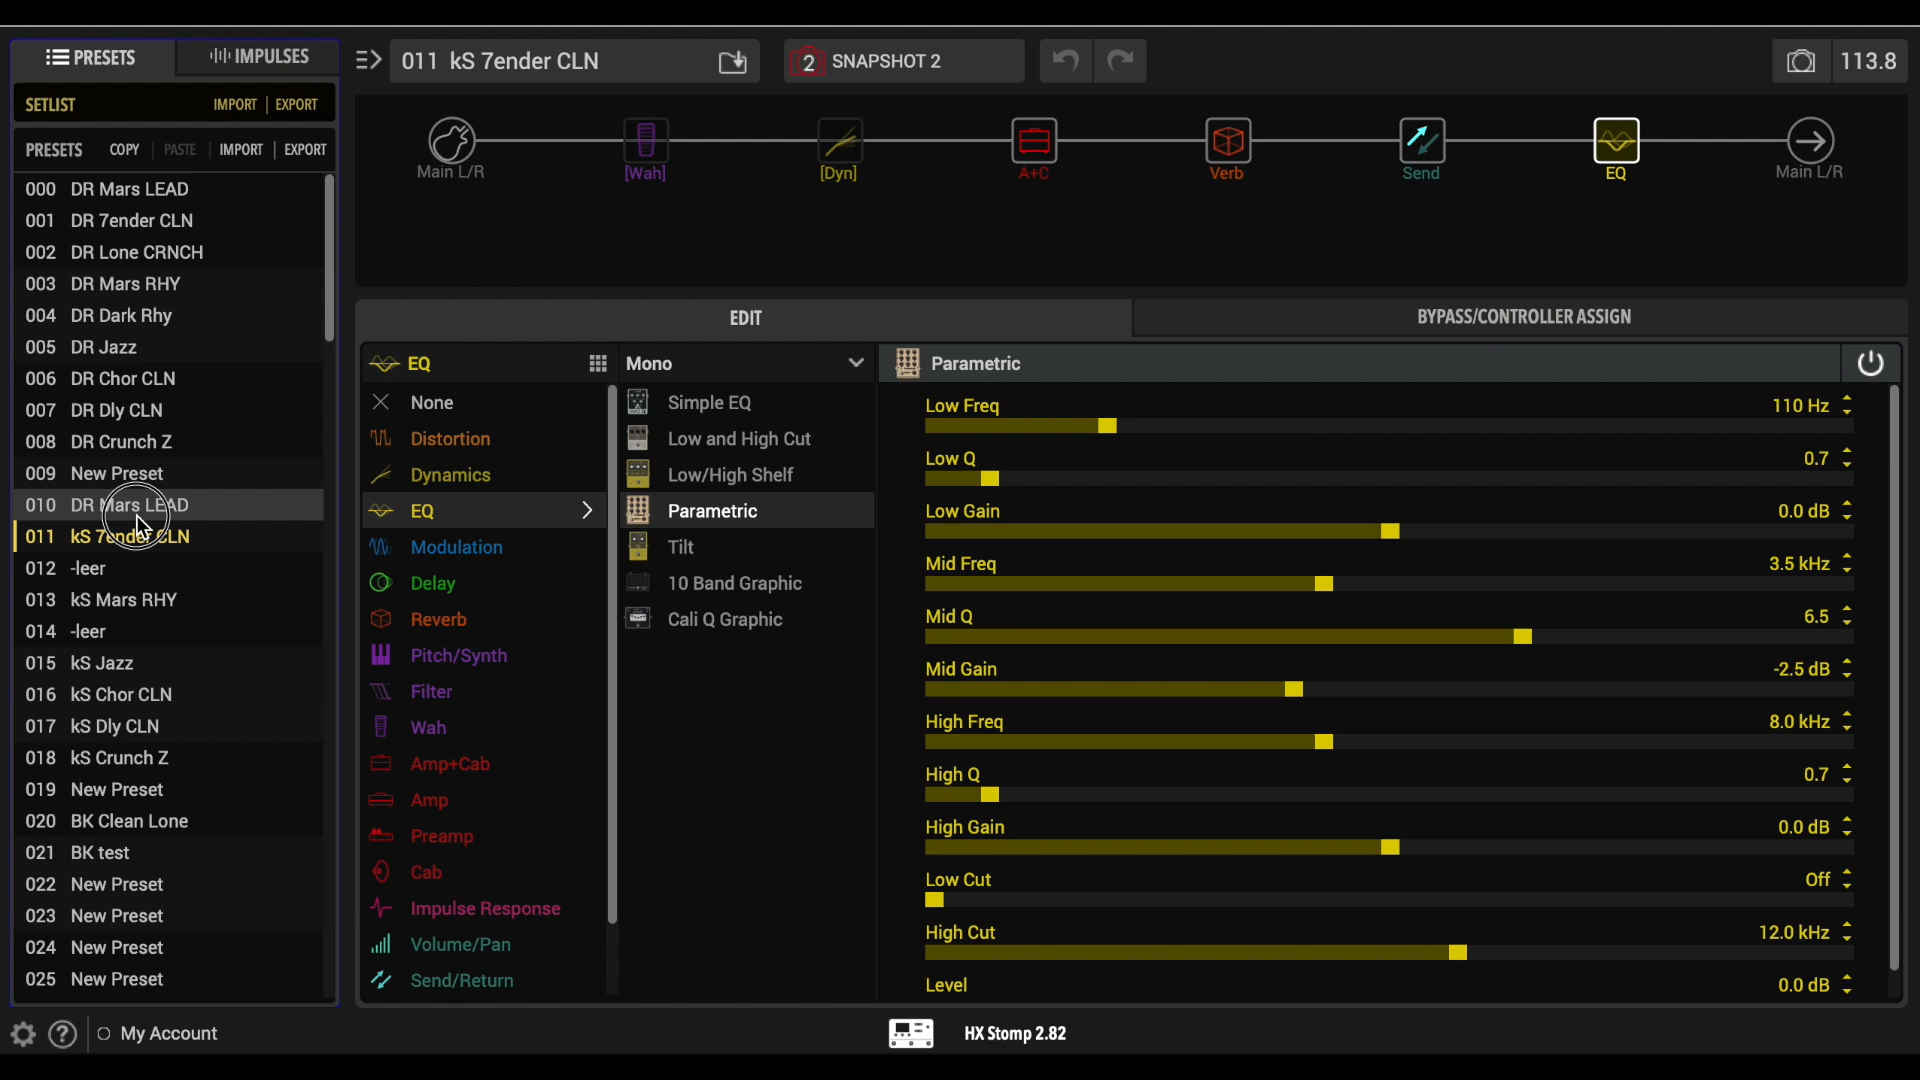 PRESETS
IMPULSES
SETLIST IMPORT EXPORT
PRESETS COPY PASTE IMPORT EXPORT
000 DR Mars LEAD
001 DR 7ender CLN
002 DR Lone CRNCH
003 DR Mars RHY
004 DR Dark Rhy
005 DR Jazz
006 DR Chor CLN
007 DR Dly CLN
008 DR Crunch Z
009 New Preset
010 DR Mars LEAD
011 kS 7ender CLN
012 -leer
013 kS Mars RHY
014 -leer
015 kS Jazz
016 kS Chor CLN
017 kS Dly CLN
018 kS Crunch Z
019 New Preset
020 BK Clean Lone
021 BK test
022 New Preset
023 New Preset
024 New Preset
025 New Preset
011 kS 7ender CLN
2 SNAPSHOT 2
113.8
Main L/R
[Wah]
[Dyn]
A+C
Verb
Send
EQ
Main L/R
EDIT
BYPASS/CONTROLLER ASSIGN
EQ
None
Distortion
Dynamics
EQ
Modulation
Delay
Reverb
Pitch/Synth
Filter
Wah
Amp+Cab
Amp
Preamp
Cab
Impulse Response
Volume/Pan
Send/Return
Mono
Simple EQ
Low and High Cut
Low/High Shelf
Parametric
Tilt
10 Band Graphic
Cali Q Graphic
Parametric
Low Freq 110 Hz
Low Q 0.7
Low Gain 0.0 dB
Mid Freq 3.5 kHz
Mid Q 6.5
Mid Gain -2.5 dB
High Freq 8.0 kHz
High Q 0.7
High Gain 0.0 dB
Low Cut Off
High Cut 12.0 kHz
Level 0.0 dB
? My Account
HX Stomp 2.82